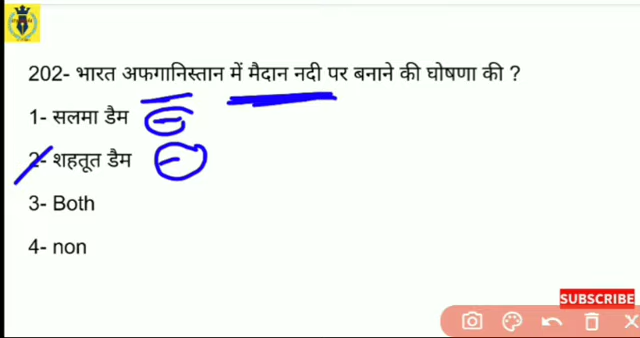 202- भारत अफगानिस्तान में मैदान नदी पर बनाने की घोषणा की ?
1- सलमा डैम
2- शहतूत डैम
3- Both
4- non
SUBSCRIBE